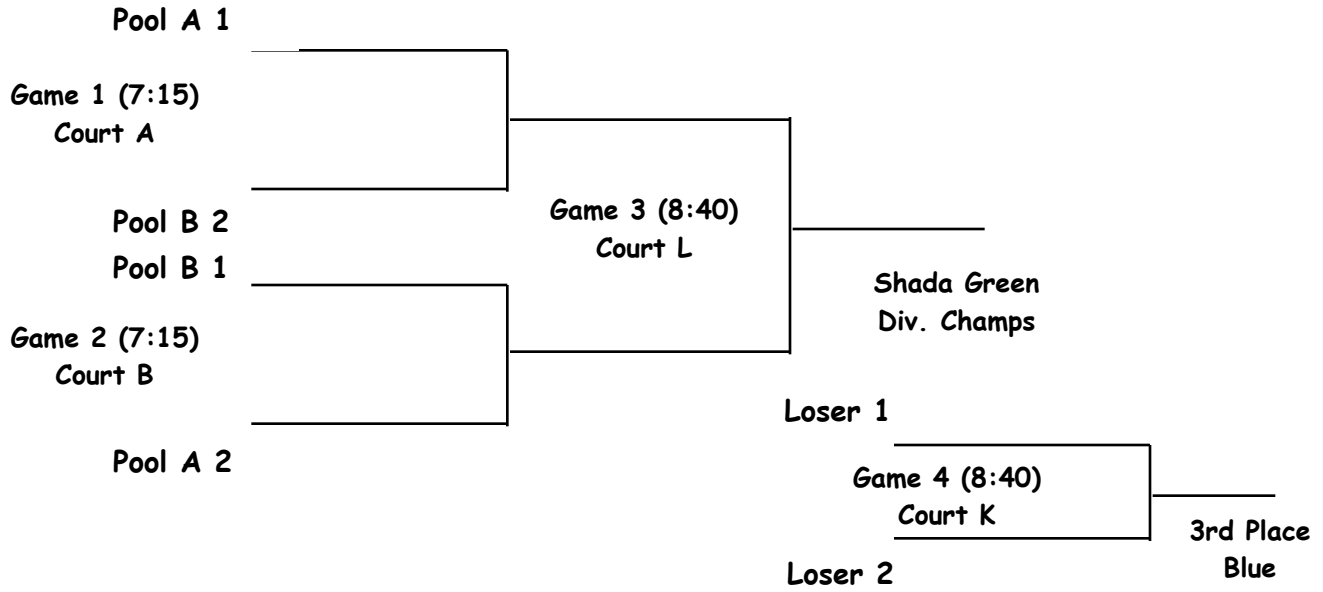 Pool A 1
Game 1 (7:15)
Court A
Pool B 2
Game 3 (8:40)
Court L
Pool B 1
Shada Green
Div. Champs
Game 2 (7:15)
Court B
Loser 1
Pool A 2
Game 4 (8:40)
Court K
3rd Place
Blue
Loser 2